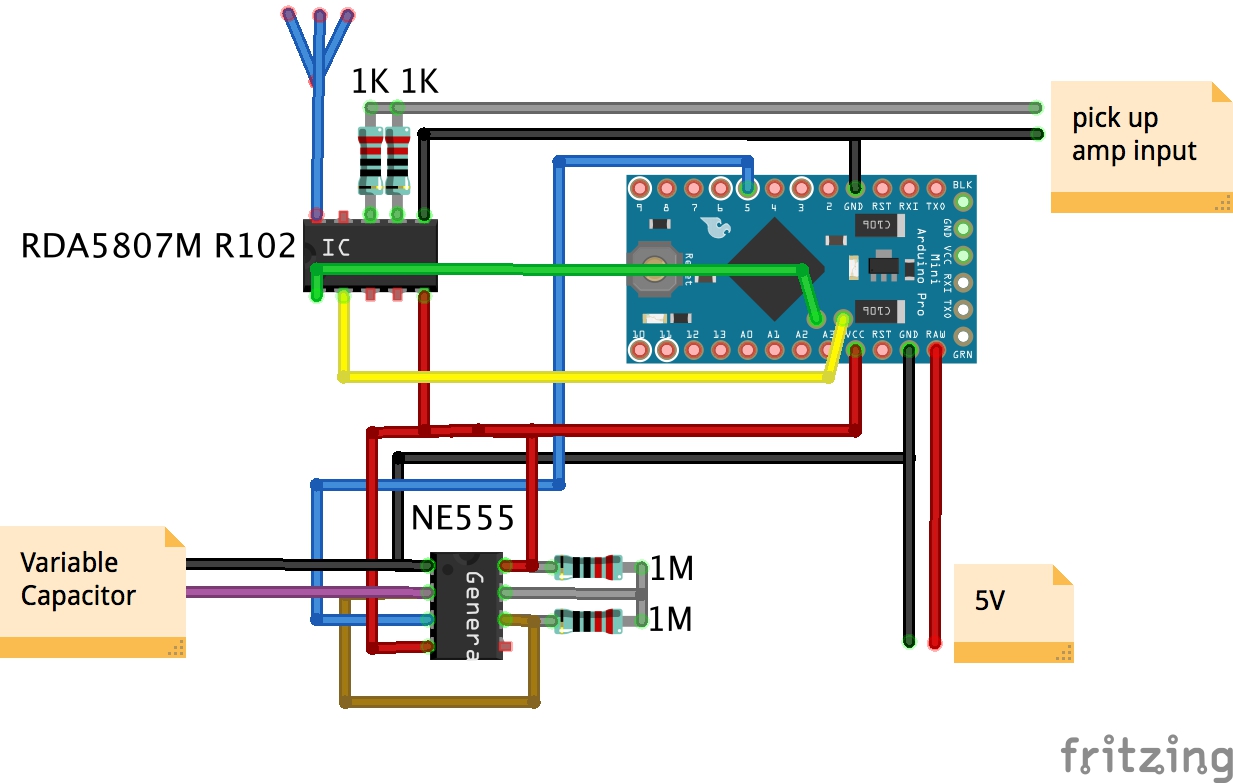 1K 1K
pick up
amp input
BLK
9 8 7 6 5 4 3 2 GND RST RXI TXO
GND VCC RXI TXO
GRN
RDA5807M R102
IC
Reset
Arduino Pro
Mini
C106
C106
10 11 12 13 A0 A1 A2 A3 VCC RST GND RAW
NE555
Variable
Capacitor
Genera
1M
1M
5V
fritzing